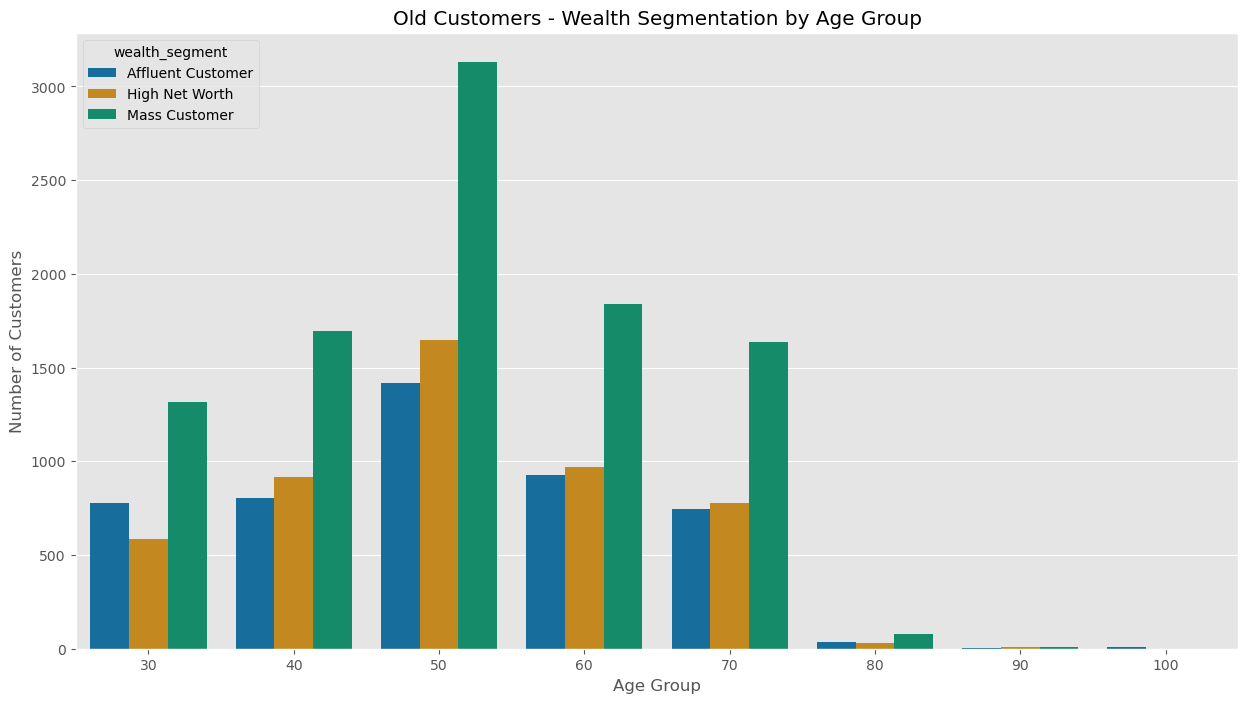 Old Customers - Wealth Segmentation by Age Group
wealth_segment
Affluent Customer
High Net Worth
Mass Customer
Number of Customers
3000
2500
2000
1500
1000
500
0
30 40 50 60 70 80 90 100
Age Group